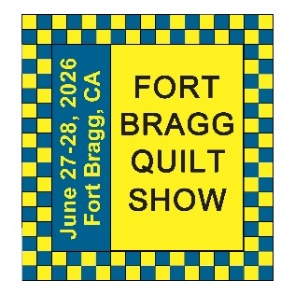 June 27-28, 2026
Fort Bragg, CA
FORT
BRAGG
QUILT
SHOW